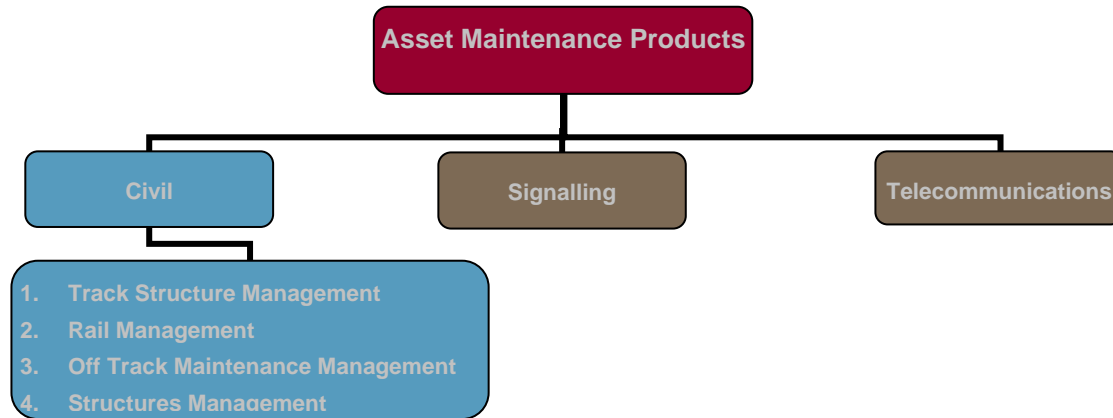 Asset Maintenance Products
Civil
Signalling
Telecommunications
1. Track Structure Management
2. Rail Management
3. Off Track Maintenance Management
4. Structures Management